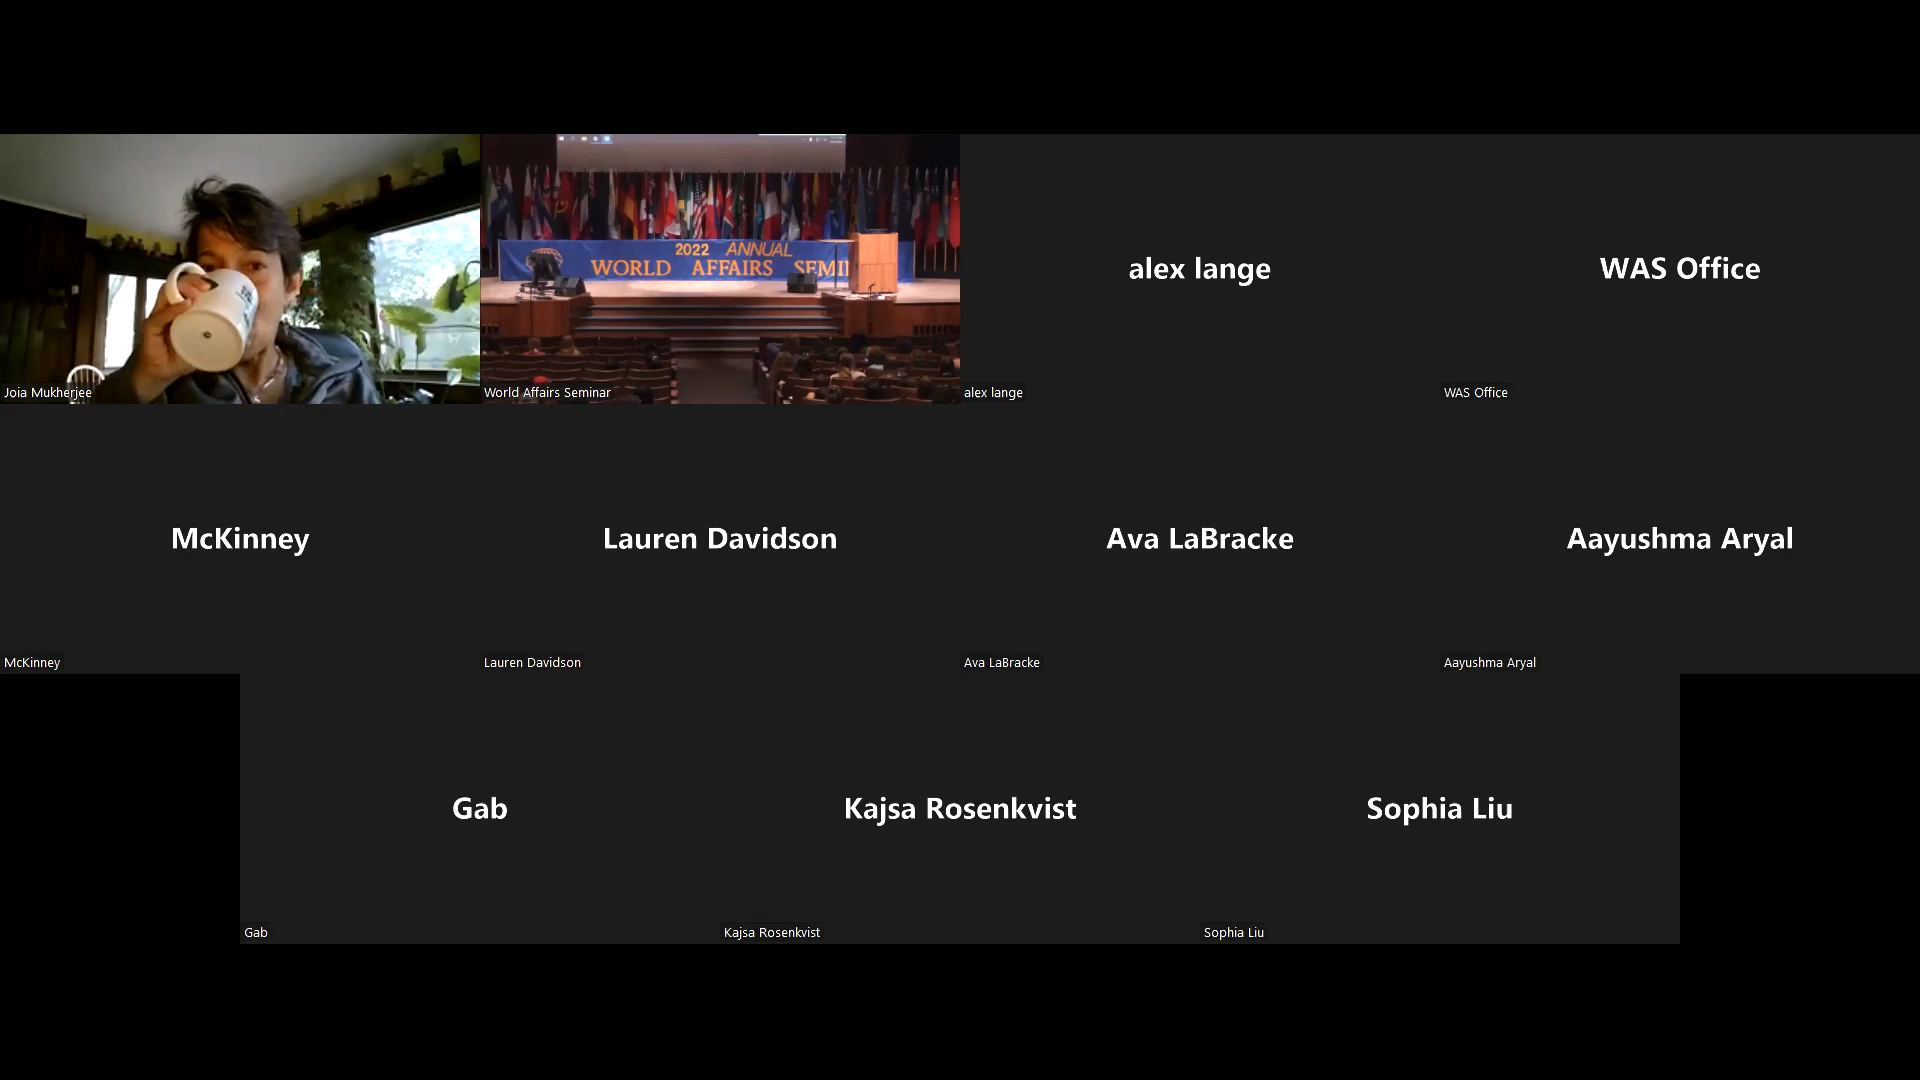 2022 ANNUAL
WORLD AFFAIRS SEMI
alex lange
WAS Office
Joia Mukherjee
World Affairs Seminar
alex lange
WAS Office
McKinney
Lauren Davidson
Ava LaBracke
Aayushma Aryal
McKinney
Lauren Davidson
Ava LaBracke
Aayushma Aryal
Gab
Kajsa Rosenkvist
Sophia Liu
Gab
Kajsa Rosenkvist
Sophia Liu